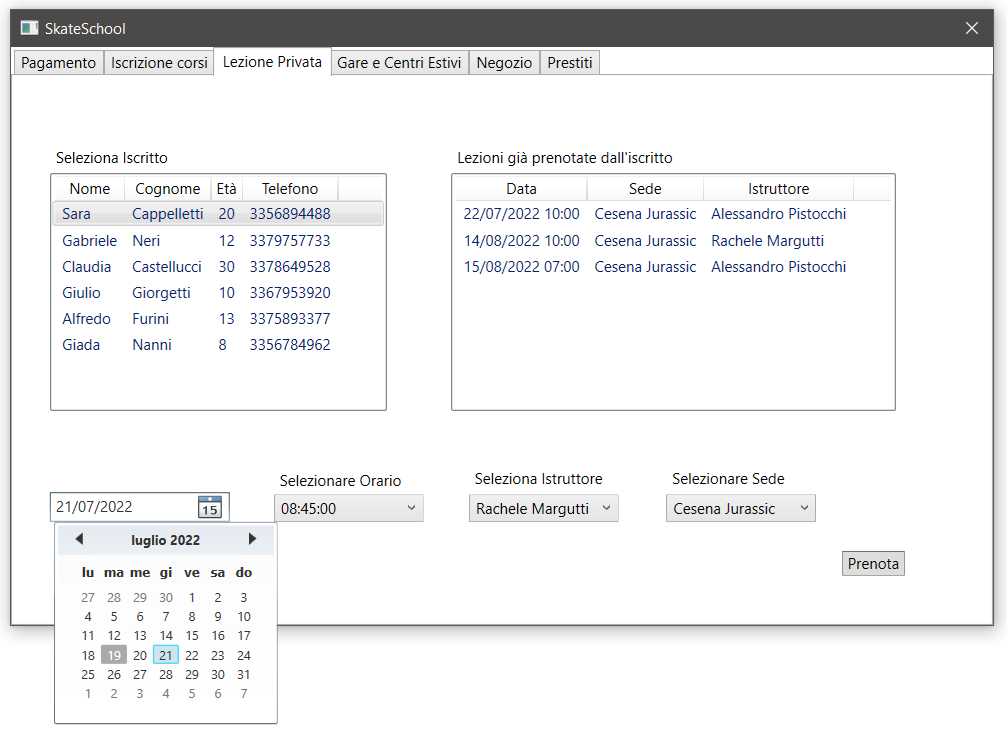 SkateSchool
Pagamento Iscrizione corsi Lezione Privata Gare e Centri Estivi Negozio Prestiti
Seleziona Iscritto
Nome Cognome Età Telefono
Sara Cappelletti 20 3356894488
Gabriele Neri 12 3379757733
Claudia Castellucci 30 3378649528
Giulio Giorgetti 10 3367953920
Alfredo Furini 13 3375893377
Giada Nanni 8 3356784962
Lezioni già prenotate dall'iscritto
Data Sede Istruttore
22/07/2022 10:00 Cesena Jurassic Alessandro Pistocchi
14/08/2022 10:00 Cesena Jurassic Rachele Margutti
15/08/2022 07:00 Cesena Jurassic Alessandro Pistocchi
21/07/2022 15
Selezionare Orario
08:45:00
Seleziona Istruttore
Rachele Margutti
Selezionare Sede
Cesena Jurassic
Prenota
luglio 2022
lu ma me gi ve sa do
27 28 29 30 1 2 3
4 5 6 7 8 9 10
11 12 13 14 15 16 17
18 19 20 21 22 23 24
25 26 27 28 29 30 31
1 2 3 4 5 6 7